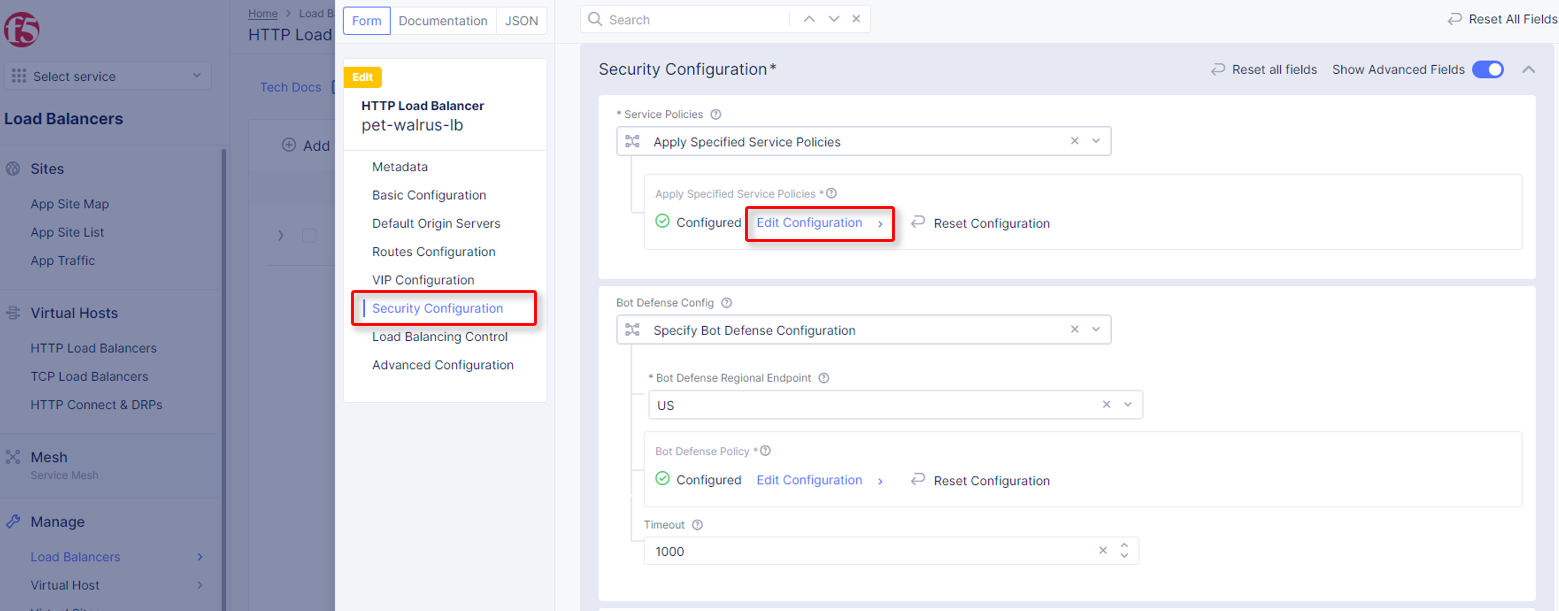 f5
Select service
Load Balancers
Sites
App Site Map
App Site List
App Traffic
Virtual Hosts
HTTP Load Balancers
TCP Load Balancers
HTTP Connect & DRPs
Mesh
Service Mesh
Manage
Load Balancers
Virtual Host
Home > Load B
HTTP Load
Tech Docs
Add
Form
Documentation
JSON
Edit
HTTP Load Balancer
pet-walrus-lb
Metadata
Basic Configuration
Default Origin Servers
Routes Configuration
VIP Configuration
Security Configuration
Load Balancing Control
Advanced Configuration
Search
Reset All Fields
Security Configuration*
Reset all fields
Show Advanced Fields
* Service Policies
Apply Specified Service Policies
Apply Specified Service Policies *
Configured Edit Configuration Reset Configuration
Bot Defense Config
Specify Bot Defense Configuration
* Bot Defense Regional Endpoint
US
Bot Defense Policy *
Configured Edit Configuration Reset Configuration
Timeout
1000